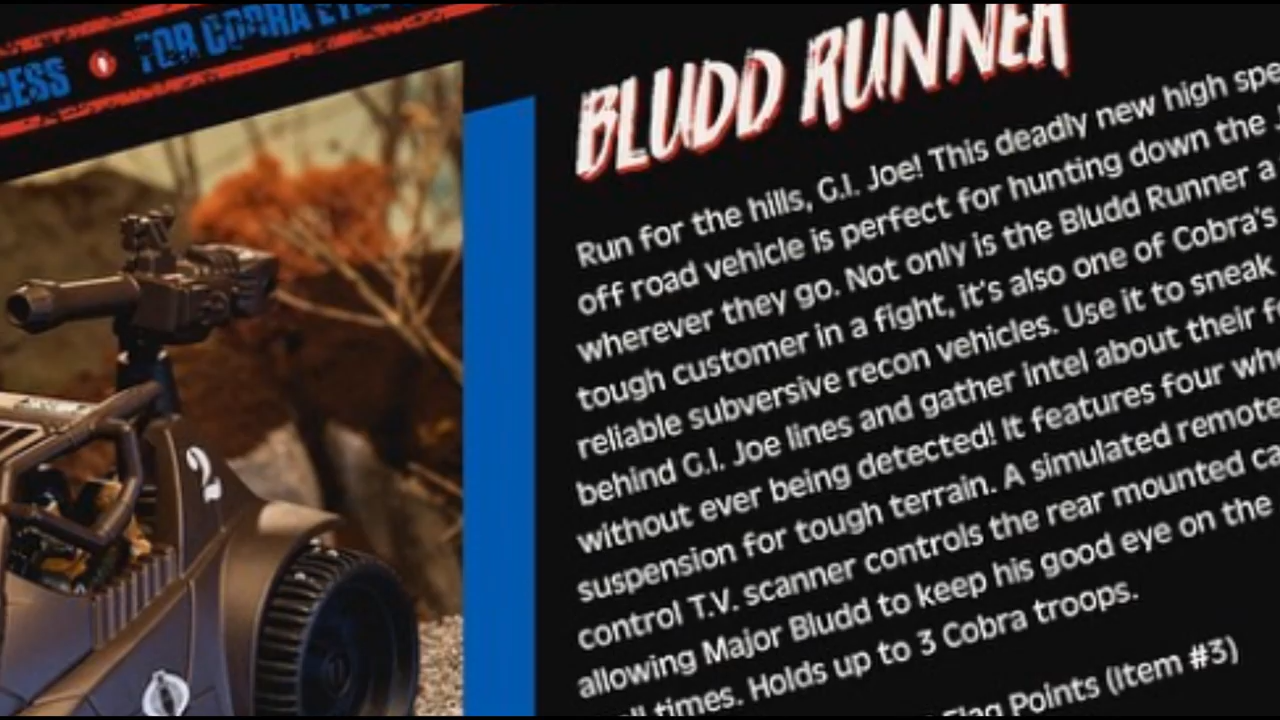 CESS FOR COBRA EYES
BLUDD RUNNER
Run for the hills, G.I. Joe! This deadly new high spe
off road vehicle is perfect for hunting down the
wherever they go. Not only is the Bludd Runner a
tough customer in a fight, it's also one of Cobra's
reliable subversive recon vehicles. Use it to sneak
behind G.I. Joe lines and gather intel about their f
without ever being detected! It features four whe
suspension for tough terrain. A simulated remote
control T.V. scanner controls the rear mounted ca
allowing Major Bludd to keep his good eye on the
all times. Holds up to 3 Cobra troops.
Flag Points (Item #3)
2